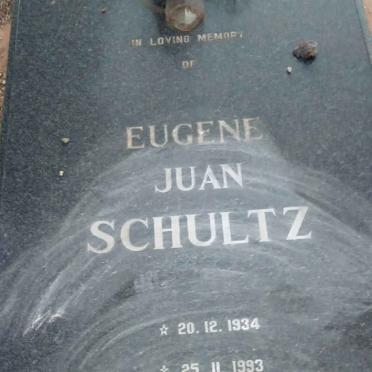 IN LOVING MEMORY
OF
EUGENE
JUAN
SCHULTZ
☆ 20.12.1934
☆ 25.11.1993